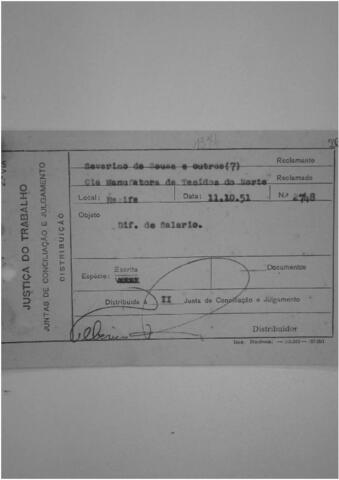 Severino de Sousa e outros(7) Reclamante
Cia Manufatora de Tecidos do Norte Reclamado
Local: Recife Data: 11.10.51 N.º 2748
Objeto
Dif. de Salario.
Escrita
Espécie: Documentos
Distribuida à II Junta de Conciliação e Julgamento
Distribuidor
JUSTIÇA DO TRABALHO
JUNTAS DE CONCILIAÇÃO E JULGAMENTO
DISTRIBUIÇÃO